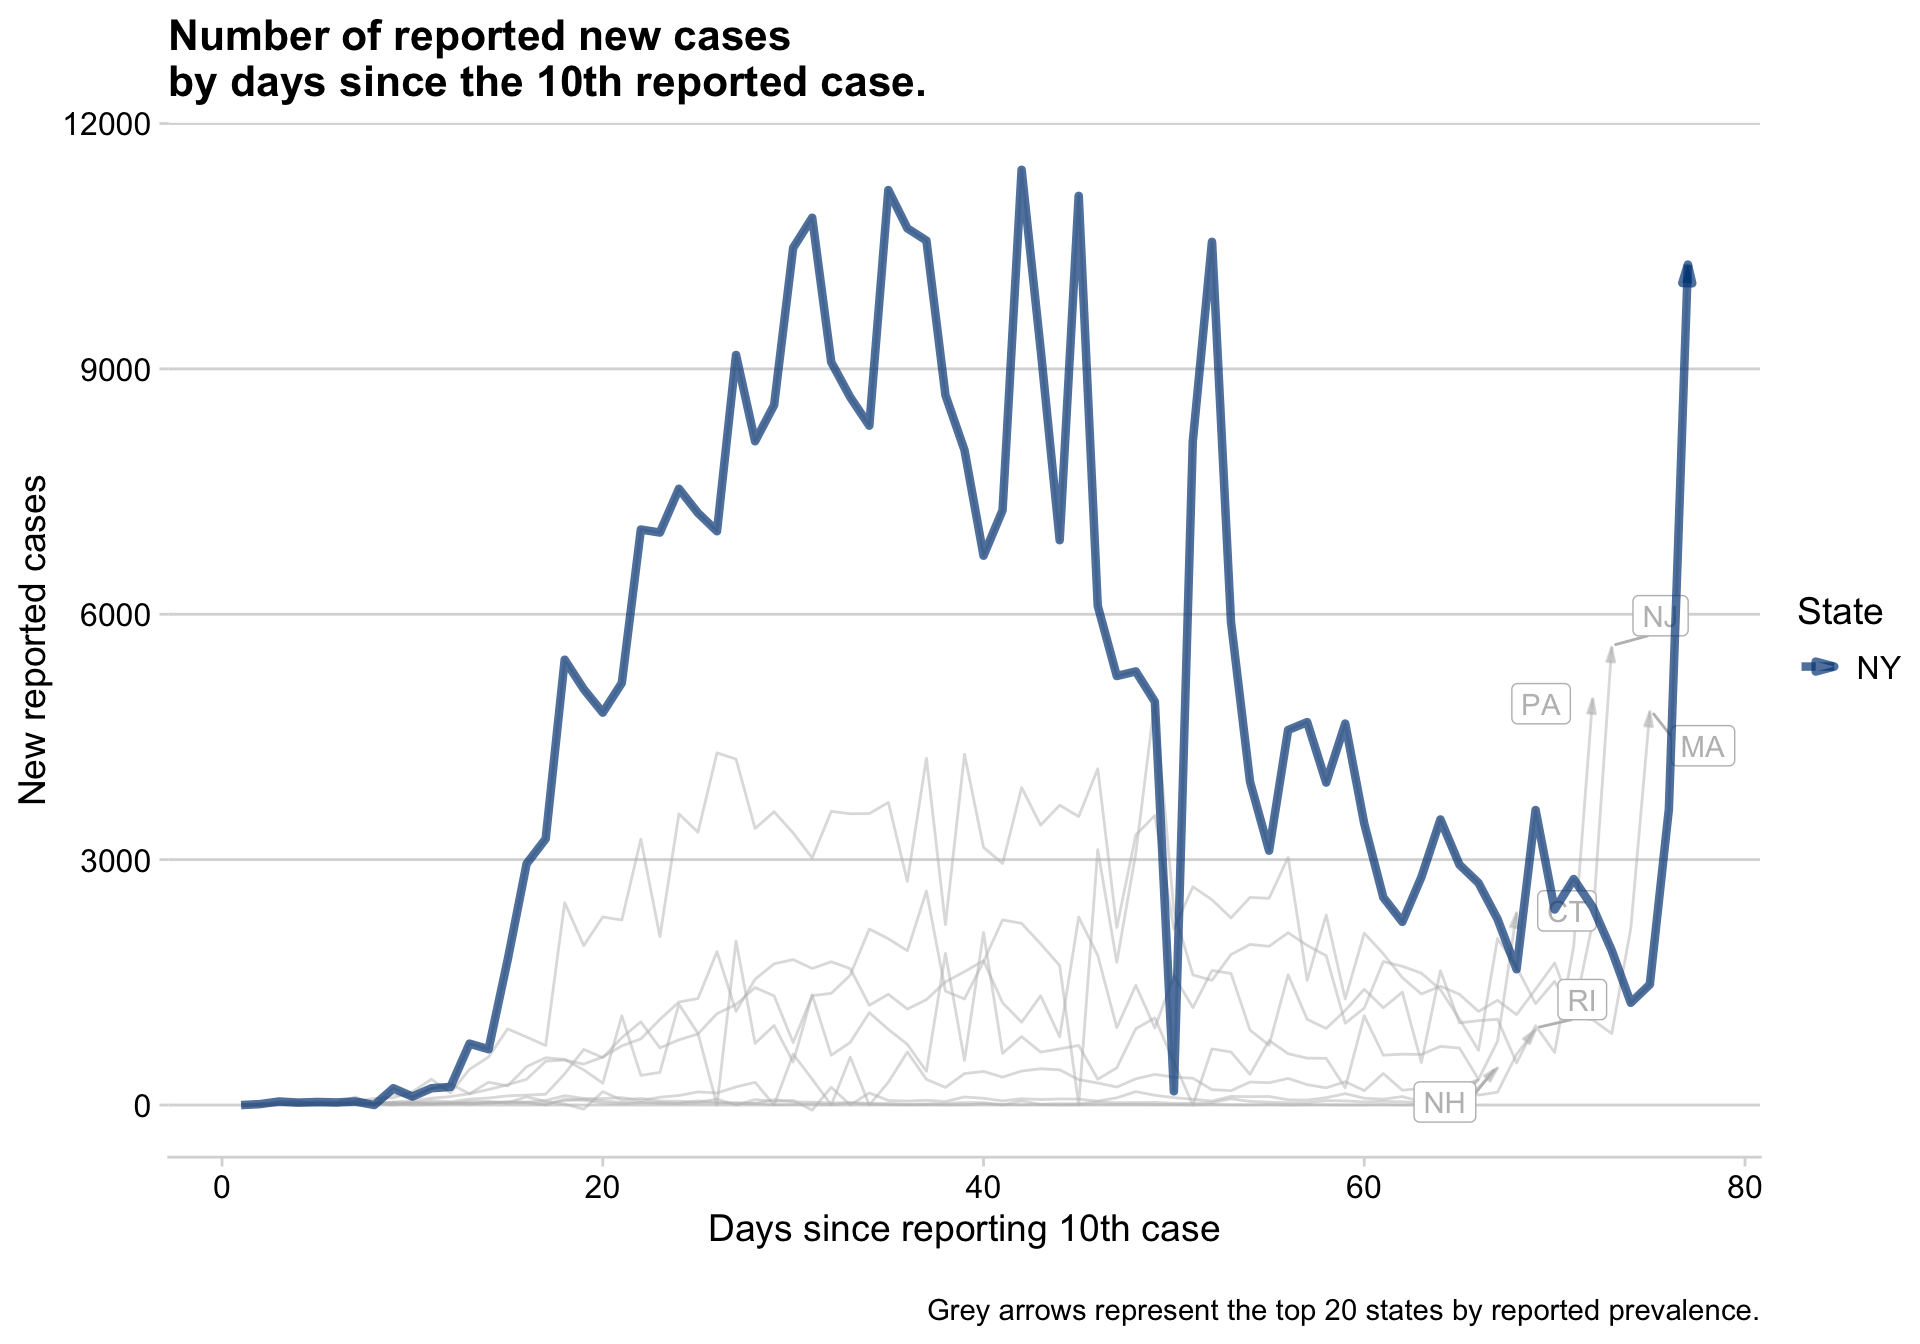 Number of reported new cases
by days since the 10th reported case.
12000
9000
6000
3000
0
New reported cases
NJ
PA
MA
CT
RI
NH
State
NY
0 20 40 60 80
Days since reporting 10th case
Grey arrows represent the top 20 states by reported prevalence.